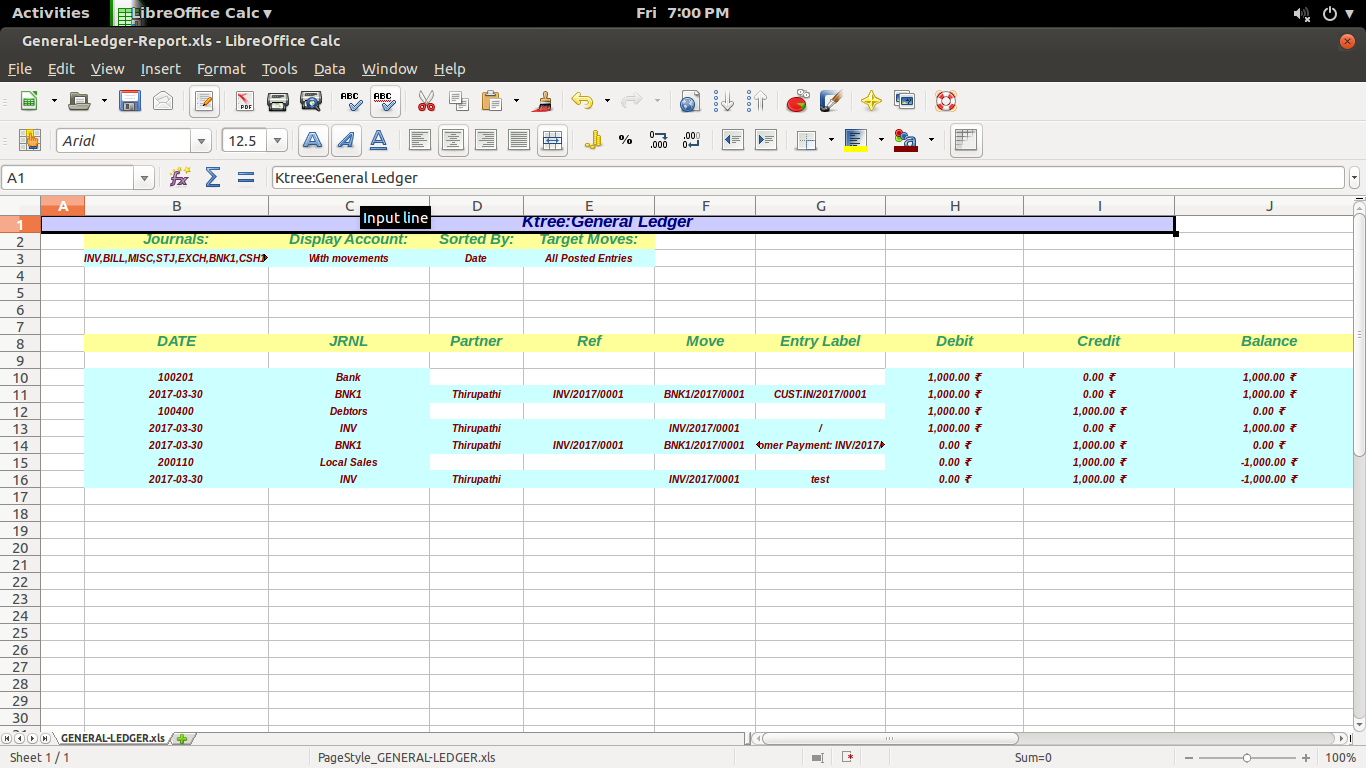 Activities LibreOffice Calc ▾ Fri 7:00 PM
General-Ledger-Report.xls - LibreOffice Calc
File Edit View Insert Format Tools Data Window Help
Arial 12.5
A1 Ktree:General Ledger
A B C D E F G H I J
Input line
1 Ktree:General Ledger
2 Journals: Display Account: Sorted By: Target Moves:
3 INV,BILL,MISC,STJ,EXCH,BNK1,CSH1 With movements Date All Posted Entries
4
5
6
7
8 DATE JRNL Partner Ref Move Entry Label Debit Credit Balance
9
10 100201 Bank 1,000.00 ₹ 0.00 ₹ 1,000.00 ₹
11 2017-03-30 BNK1 Thirupathi INV/2017/0001 BNK1/2017/0001 CUST.IN/2017/0001 1,000.00 ₹ 0.00 ₹ 1,000.00 ₹
12 100400 Debtors 1,000.00 ₹ 1,000.00 ₹ 0.00 ₹
13 2017-03-30 INV Thirupathi INV/2017/0001 / 1,000.00 ₹ 0.00 ₹ 1,000.00 ₹
14 2017-03-30 BNK1 Thirupathi INV/2017/0001 BNK1/2017/0001 omer Payment: INV/2017/ 0.00 ₹ 1,000.00 ₹ 0.00 ₹
15 200110 Local Sales 0.00 ₹ 1,000.00 ₹ -1,000.00 ₹
16 2017-03-30 INV Thirupathi INV/2017/0001 test 0.00 ₹ 1,000.00 ₹ -1,000.00 ₹
17
18
19
20
21
22
23
24
25
26
27
28
29
30
GENERAL-LEDGER.xls
Sheet 1 / 1 PageStyle_GENERAL-LEDGER.xls Sum=0 100%